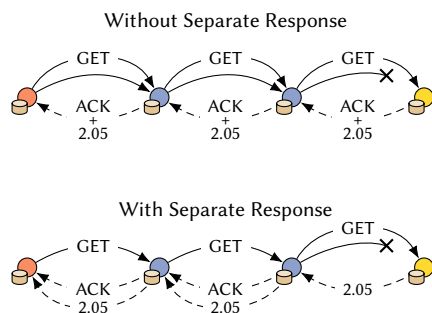 Without Separate Response
GET GET GET
ACK ACK ACK
+ + +
2.05 2.05 2.05
With Separate Response
GET GET GET
ACK ACK 2.05
2.05 2.05